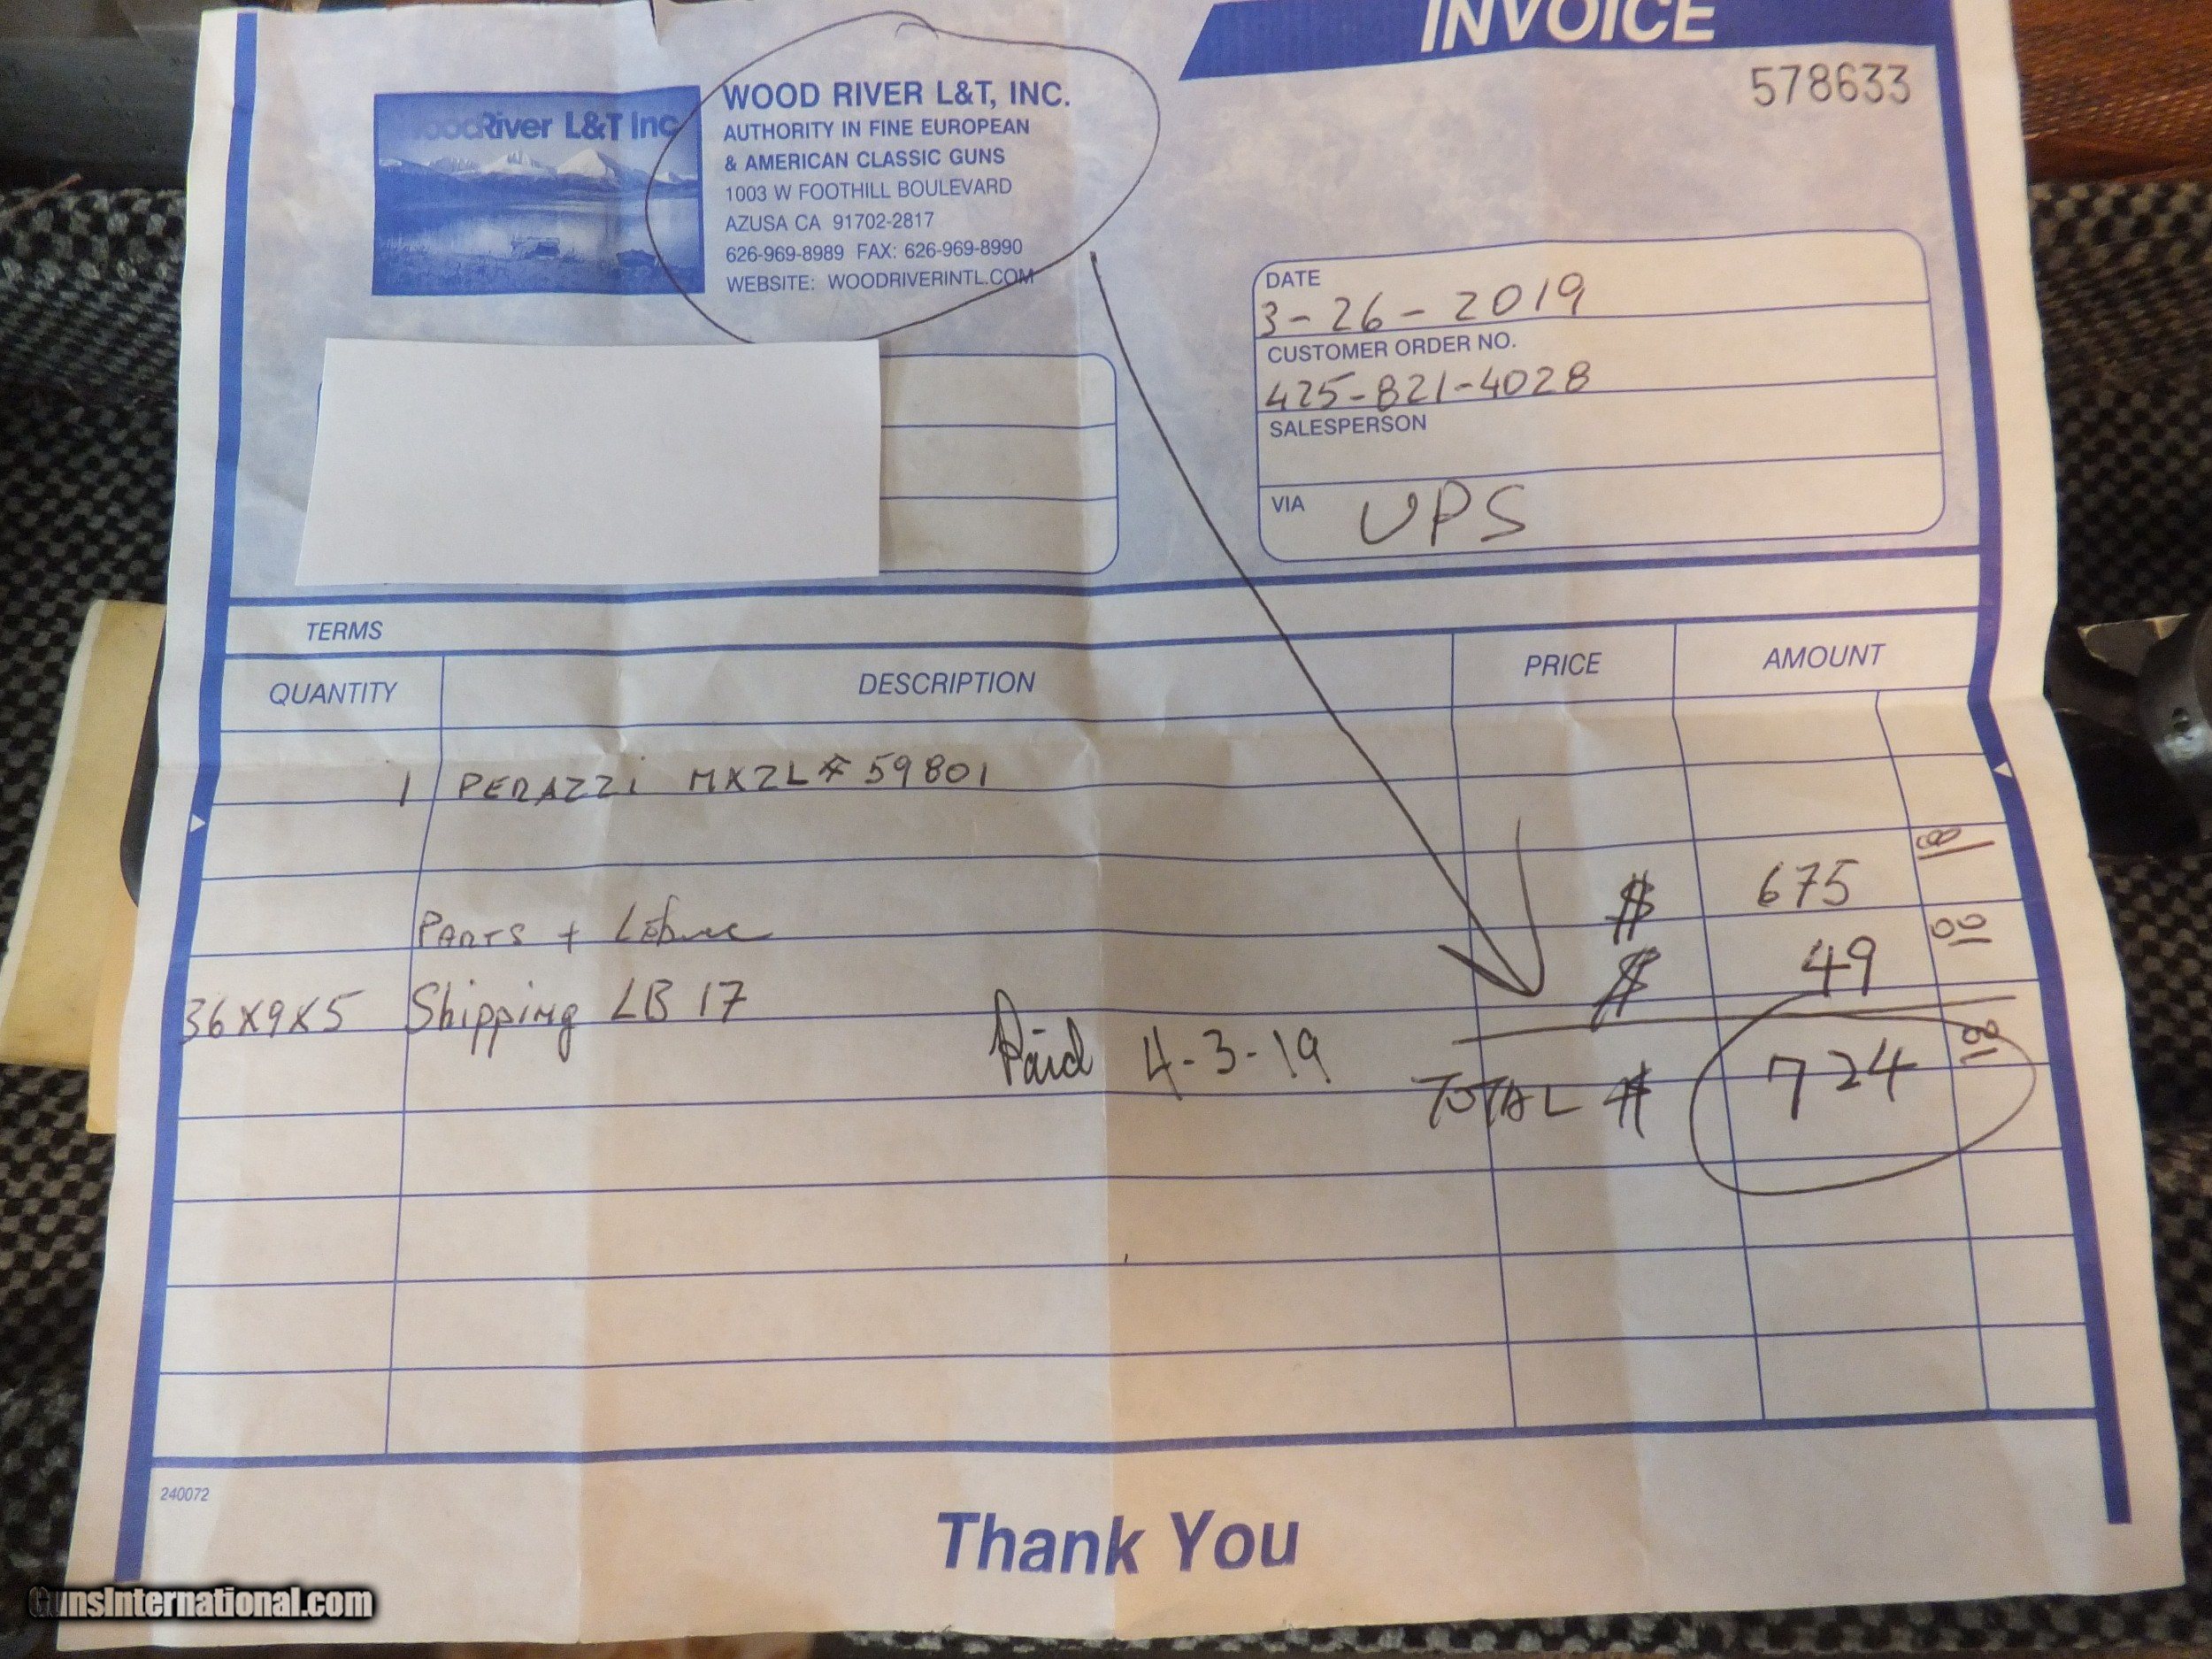 INVOICE
578633
WoodRiver L&T Inc
WOOD RIVER L&T, INC.
AUTHORITY IN FINE EUROPEAN
& AMERICAN CLASSIC GUNS
1003 W FOOTHILL BOULEVARD
AZUSA CA 91702-2817
626-969-8989 FAX: 626-969-8990
WEBSITE: WOODRIVERINTL.COM
DATE
3-26-2019
CUSTOMER ORDER NO.
425-821-4028
SALESPERSON
VIA UPS
TERMS
QUANTITY DESCRIPTION PRICE AMOUNT
1 PERAZZi MX2L # 59801
PARTS + $ 675 00
36X9X5 Shipping LB 17 $ 49 00
Paid 4-3-19 TOTAL $ 724 00
240072
Thank You
GunsInternational.com